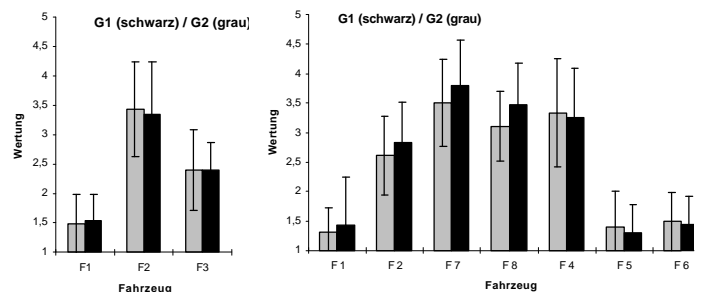 G1 (schwarz) / G2 (grau)
5
4,5
4
3,5
3
2,5
2
1,5
1
Wertung
F1 F2 F3
Fahrzeug
G1 (schwarz) / G2 (grau)
5
4,5
4
3,5
3
2,5
2
1,5
1
Wertung
F 1 F 2 F 7 F 8 F 4 F 5 F 6
Fahrzeug